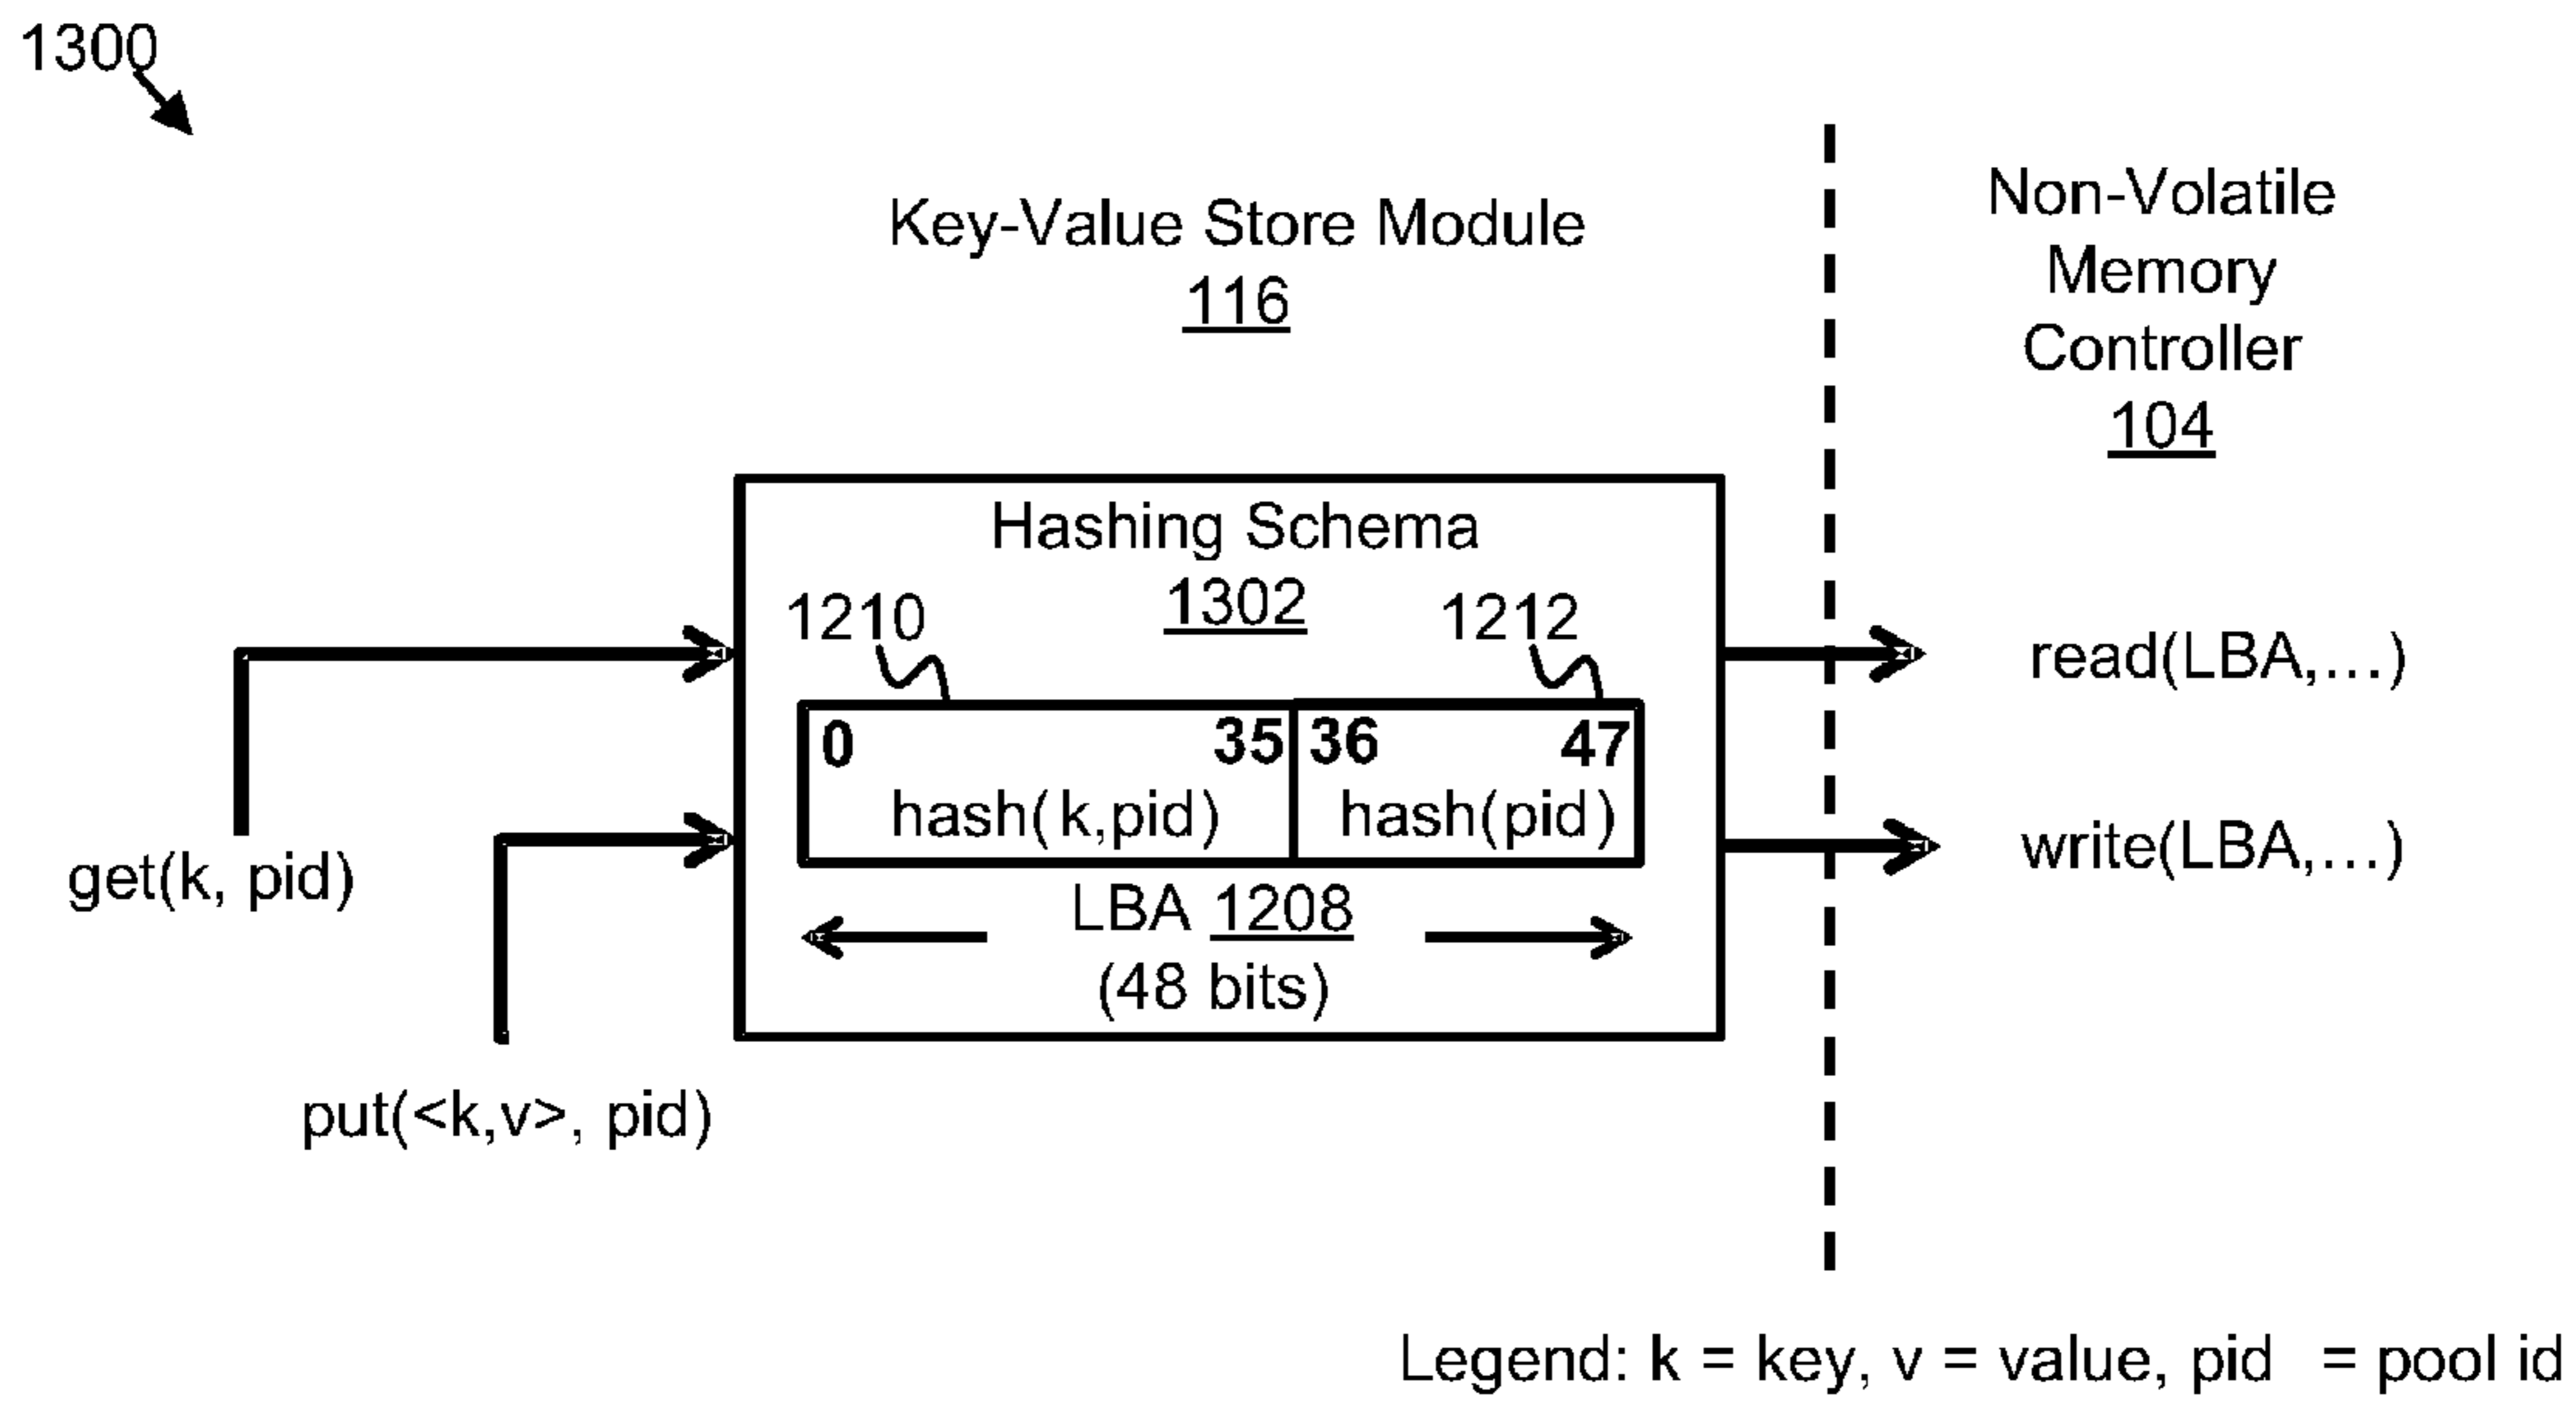 1300
Key-Value Store Module
116
Non-Volatile
Memory
Controller
104
Hashing Schema
1302
1210
1212
0 35 36 47
hash(k,pid) hash(pid)
LBA 1208
(48 bits)
get(k, pid)
put(<k,v>, pid)
read(LBA,...)
write(LBA,...)
Legend: k = key, v = value, pid = pool id